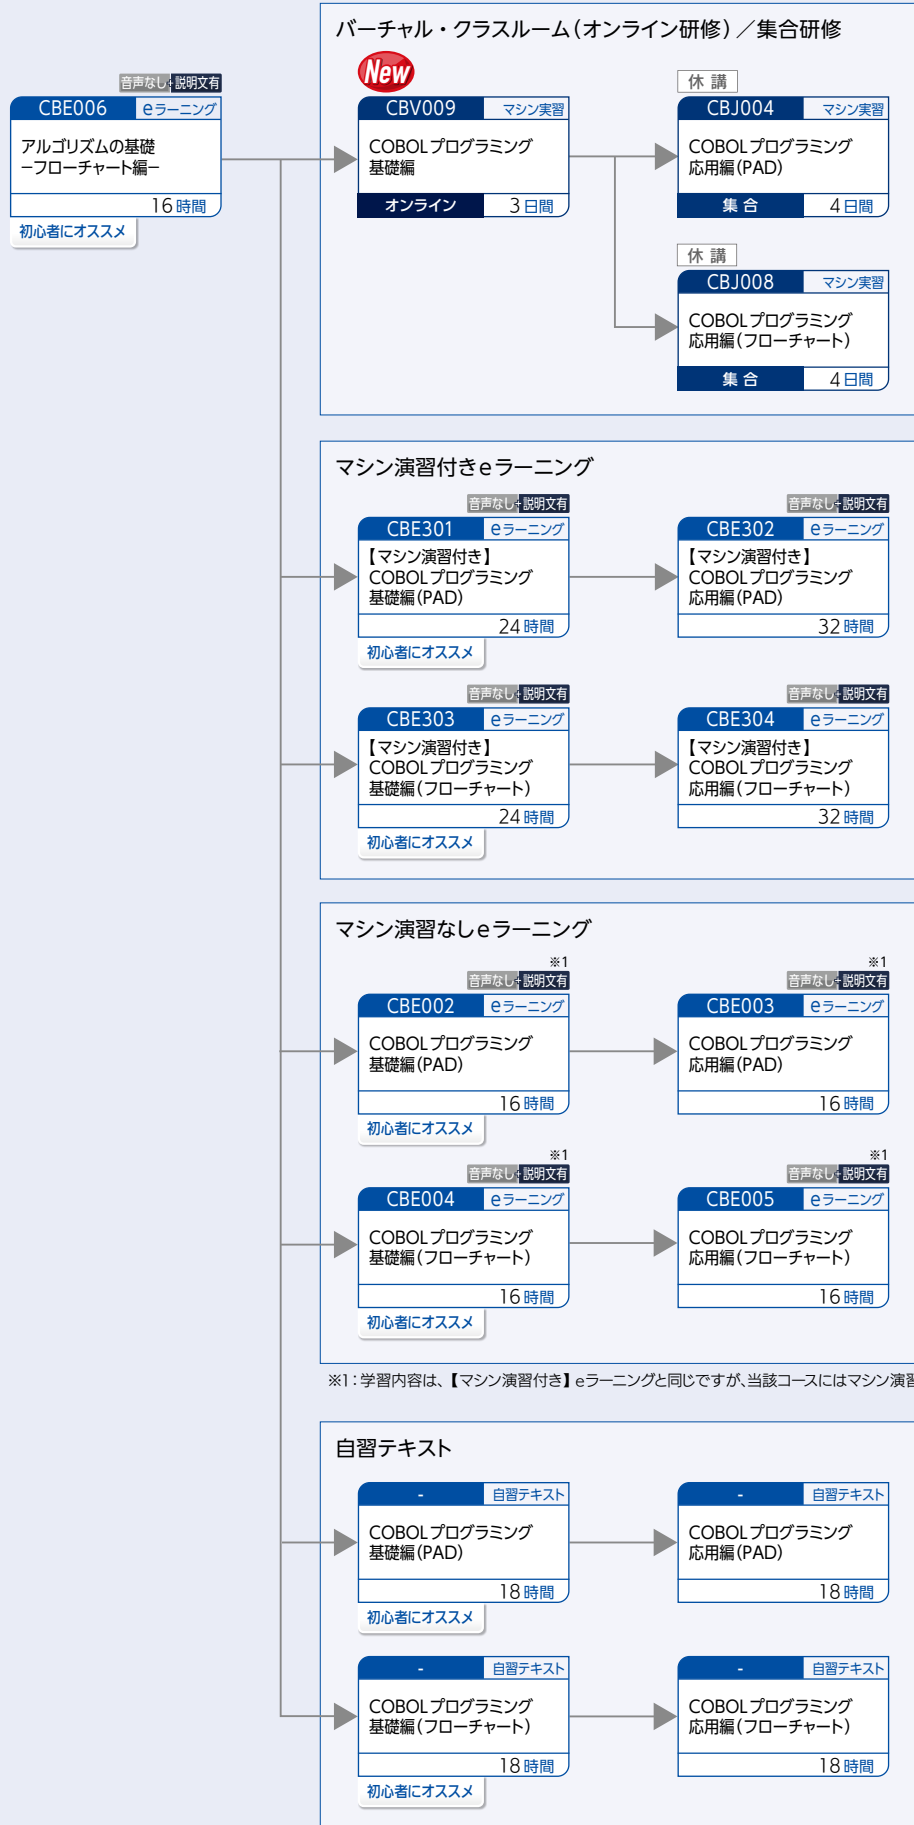 バーチャル・クラスルーム（オンライン研修）／集合研修
New
音声なし+説明文有
CBE006 eラーニング
アルゴリズムの基礎
−フローチャート編−
16時間
初心者にオススメ
CBV009 マシン実習
COBOLプログラミング
基礎編
オンライン 3日間
休講
CBJ004 マシン実習
COBOLプログラミング
応用編（PAD）
集合 4日間
休講
CBJ008 マシン実習
COBOLプログラミング
応用編（フローチャート）
集合 4日間
マシン演習付きeラーニング
音声なし+説明文有
CBE301 eラーニング
【マシン演習付き】
COBOLプログラミング
基礎編（PAD）
24時間
初心者にオススメ
音声なし+説明文有
CBE302 eラーニング
【マシン演習付き】
COBOLプログラミング
応用編（PAD）
32時間
音声なし+説明文有
CBE303 eラーニング
【マシン演習付き】
COBOLプログラミング
基礎編（フローチャート）
24時間
初心者にオススメ
音声なし+説明文有
CBE304 eラーニング
【マシン演習付き】
COBOLプログラミング
応用編（フローチャート）
32時間
マシン演習なしeラーニング
※1
音声なし+説明文有
CBE002 eラーニング
COBOLプログラミング
基礎編（PAD）
16時間
初心者にオススメ
※1
音声なし+説明文有
CBE003 eラーニング
COBOLプログラミング
応用編（PAD）
16時間
※1
音声なし+説明文有
CBE004 eラーニング
COBOLプログラミング
基礎編（フローチャート）
16時間
初心者にオススメ
※1
音声なし+説明文有
CBE005 eラーニング
COBOLプログラミング
応用編（フローチャート）
16時間
※1：学習内容は、【マシン演習付き】eラーニングと同じですが、当該コースにはマシン演習
自習テキスト
- 自習テキスト
COBOLプログラミング
基礎編（PAD）
18時間
初心者にオススメ
- 自習テキスト
COBOLプログラミング
応用編（PAD）
18時間
- 自習テキスト
COBOLプログラミング
基礎編（フローチャート）
18時間
初心者にオススメ
- 自習テキスト
COBOLプログラミング
応用編（フローチャート）
18時間